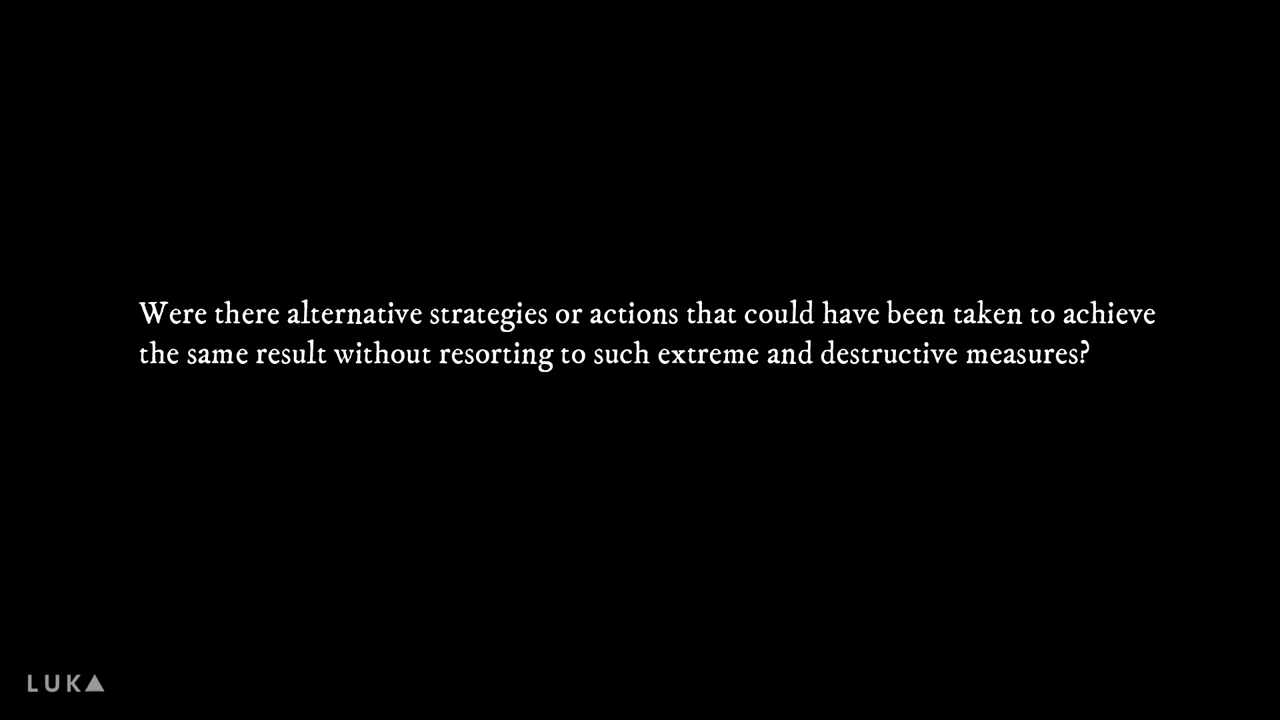 Were there alternative strategies or actions that could have been taken to achieve
the same result without resorting to such extreme and destructive measures?
LUKA